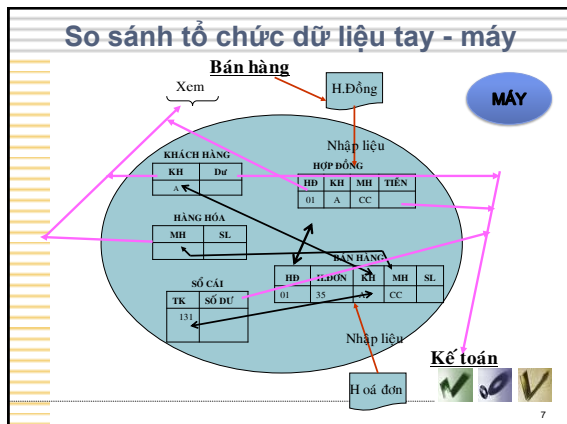 So sánh tổ chức dữ liệu tay - máy
Bán hàng
Xem
H.Đồng
MÁY
Nhập liệu
KHÁCH HÀNG
KH Dư
A
HỢP ĐỒNG
HĐ KH MH TIỀN
01 A CC
HÀNG HÓA
MH SL
BÁN HÀNG
HĐ H.ĐƠN KH MH SL
01 35 A CC
SỔ CÁI
TK SỐ DƯ
131
Nhập liệu
Kế toán
H oá đơn
7